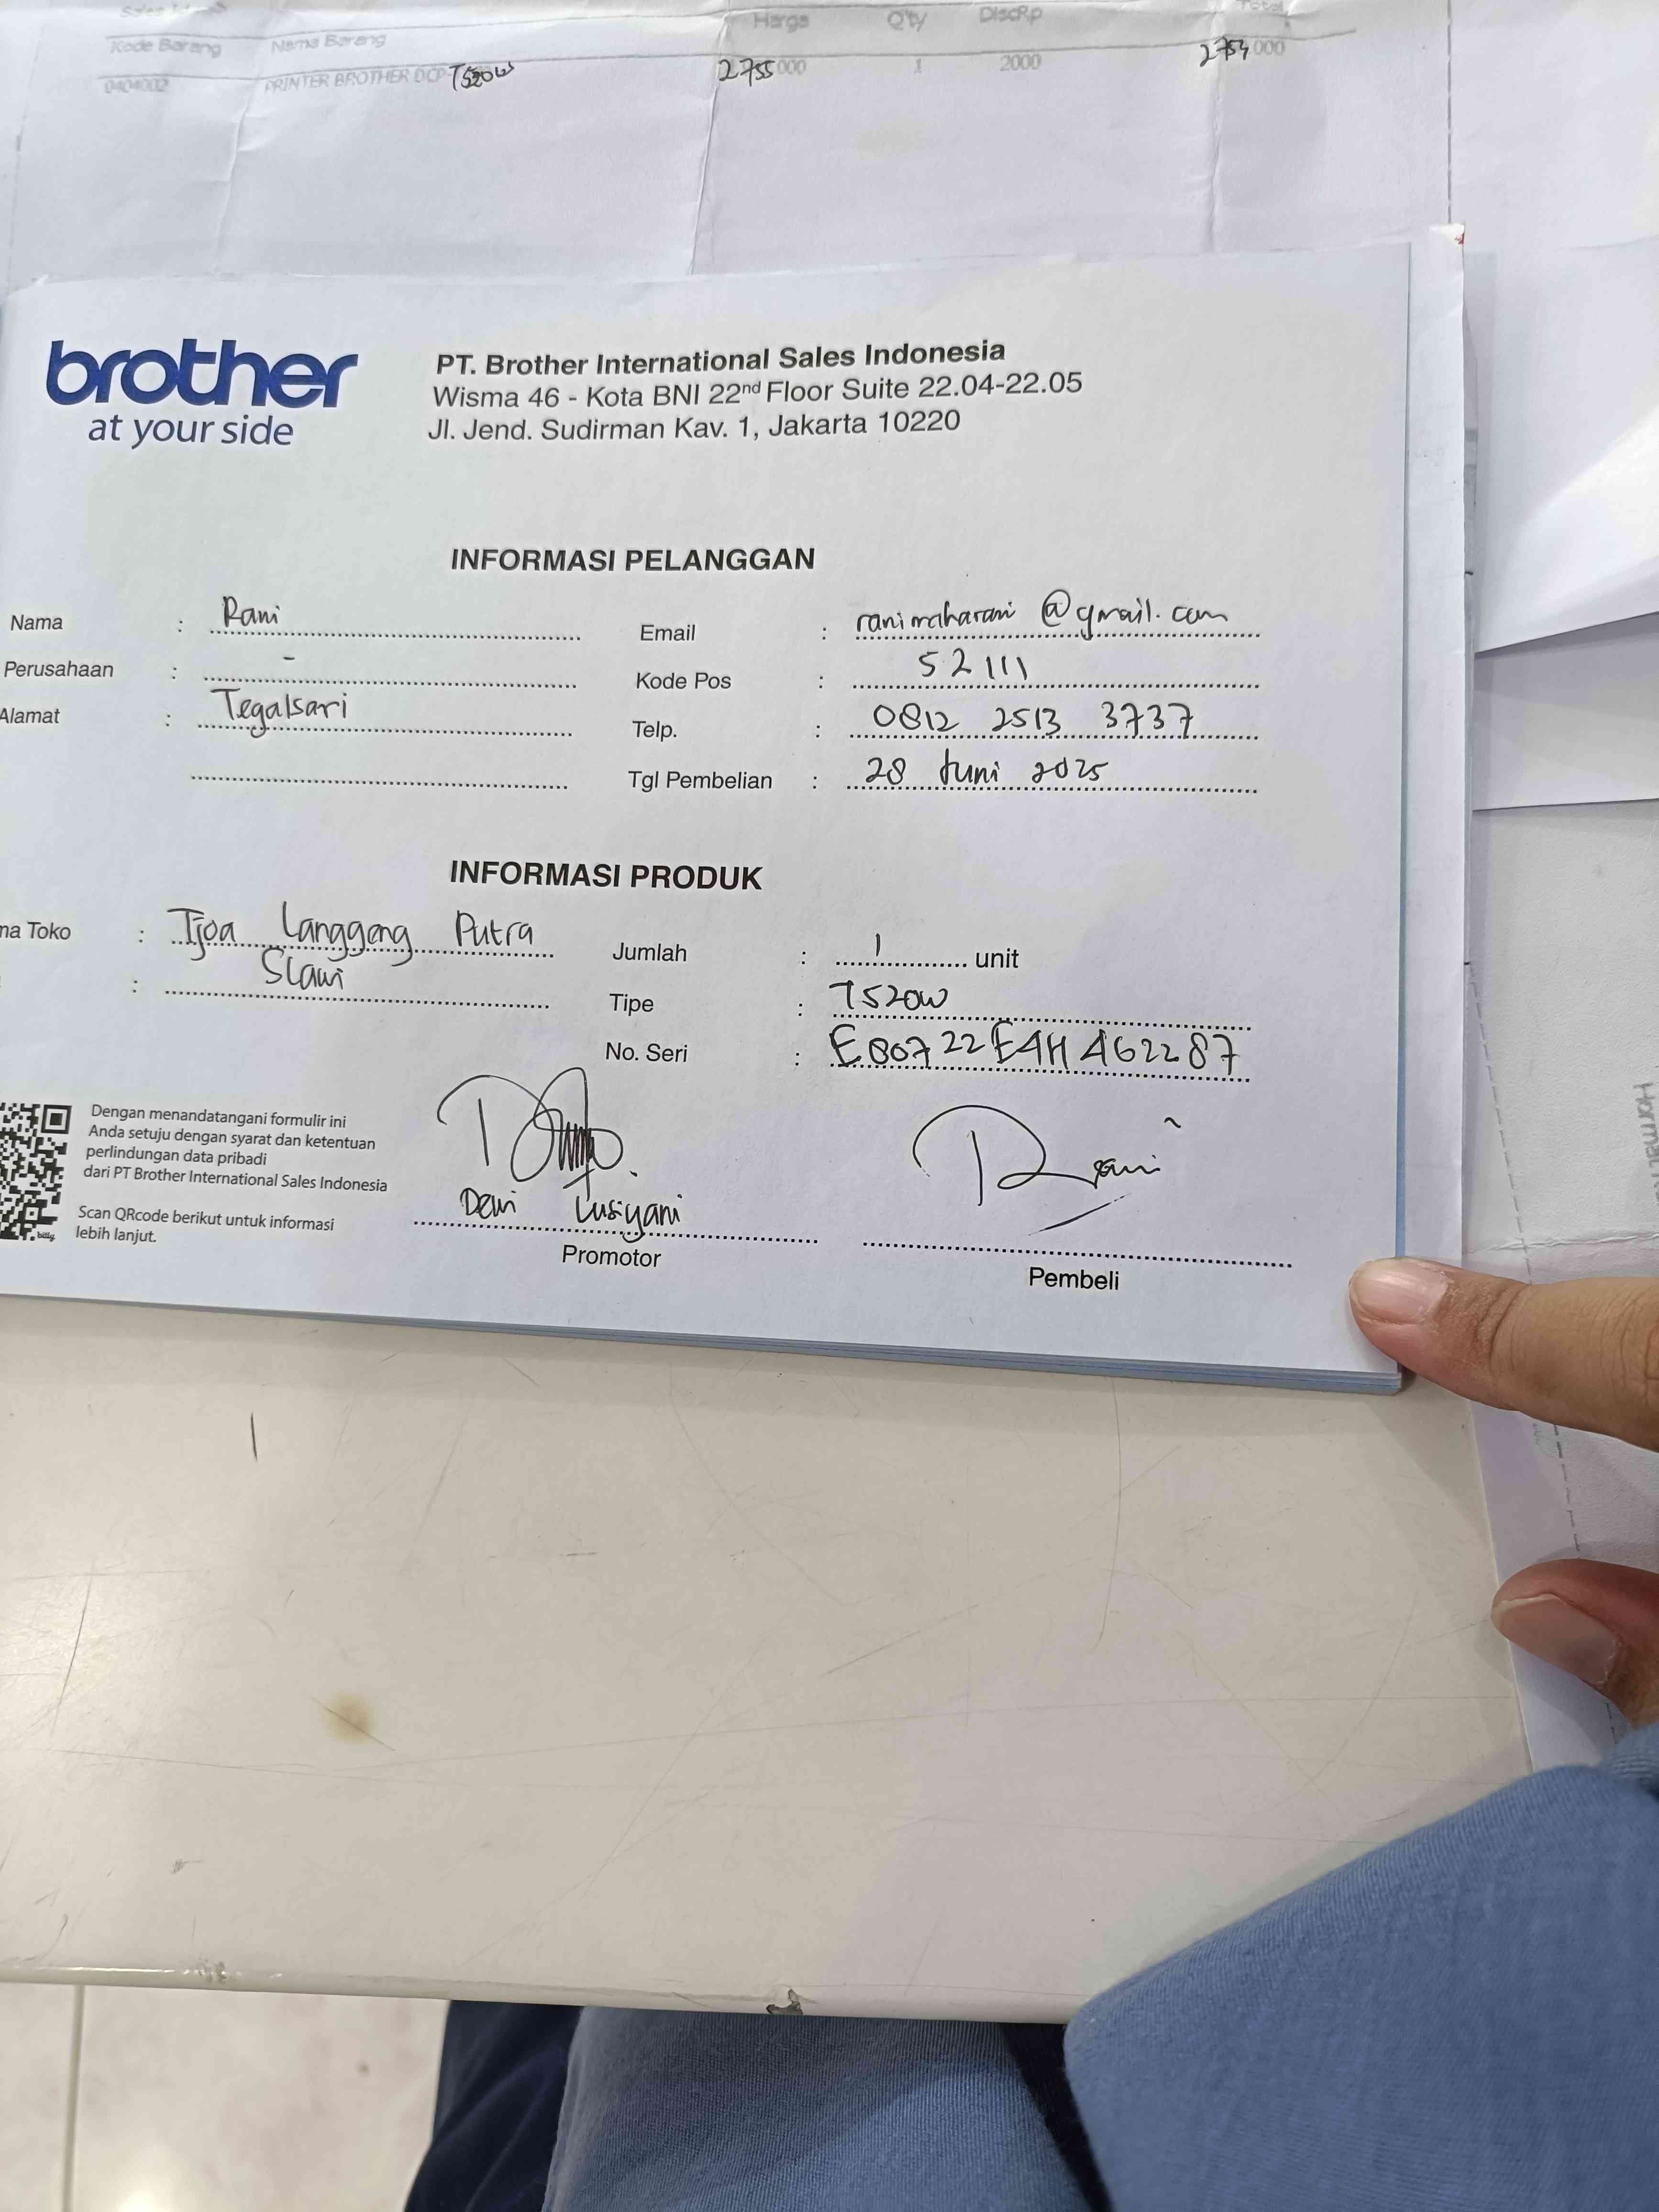 Harga Q'ty DiscRp Total
Kode Barang Nama Barang
0404002 PRINTER BROTHER DCP-T520W 2755000 1 2000 2753000
brother
at your side
PT. Brother International Sales Indonesia
Wisma 46 - Kota BNI 22nd Floor Suite 22.04-22.05
Jl. Jend. Sudirman Kav. 1, Jakarta 10220
INFORMASI PELANGGAN
Nama : Rani
Perusahaan : -
Alamat : Tegalsari
Email : ranimaharani @gmail.com
Kode Pos : 52111
Telp. : 0812 2513 3737
Tgl Pembelian : 28 Juni 2025
INFORMASI PRODUK
ma Toko : Tjoa Langgeng Putra
: Slawi
Jumlah : 1 unit
Tipe : T520W
No. Seri : E80722E4H462287
Dengan menandatangani formulir ini
Anda setuju dengan syarat dan ketentuan
perlindungan data pribadi
dari PT Brother International Sales Indonesia
Scan QRcode berikut untuk informasi
lebih lanjut.
bitly
Dewi Lusiyani
Promotor
Rani
Pembeli